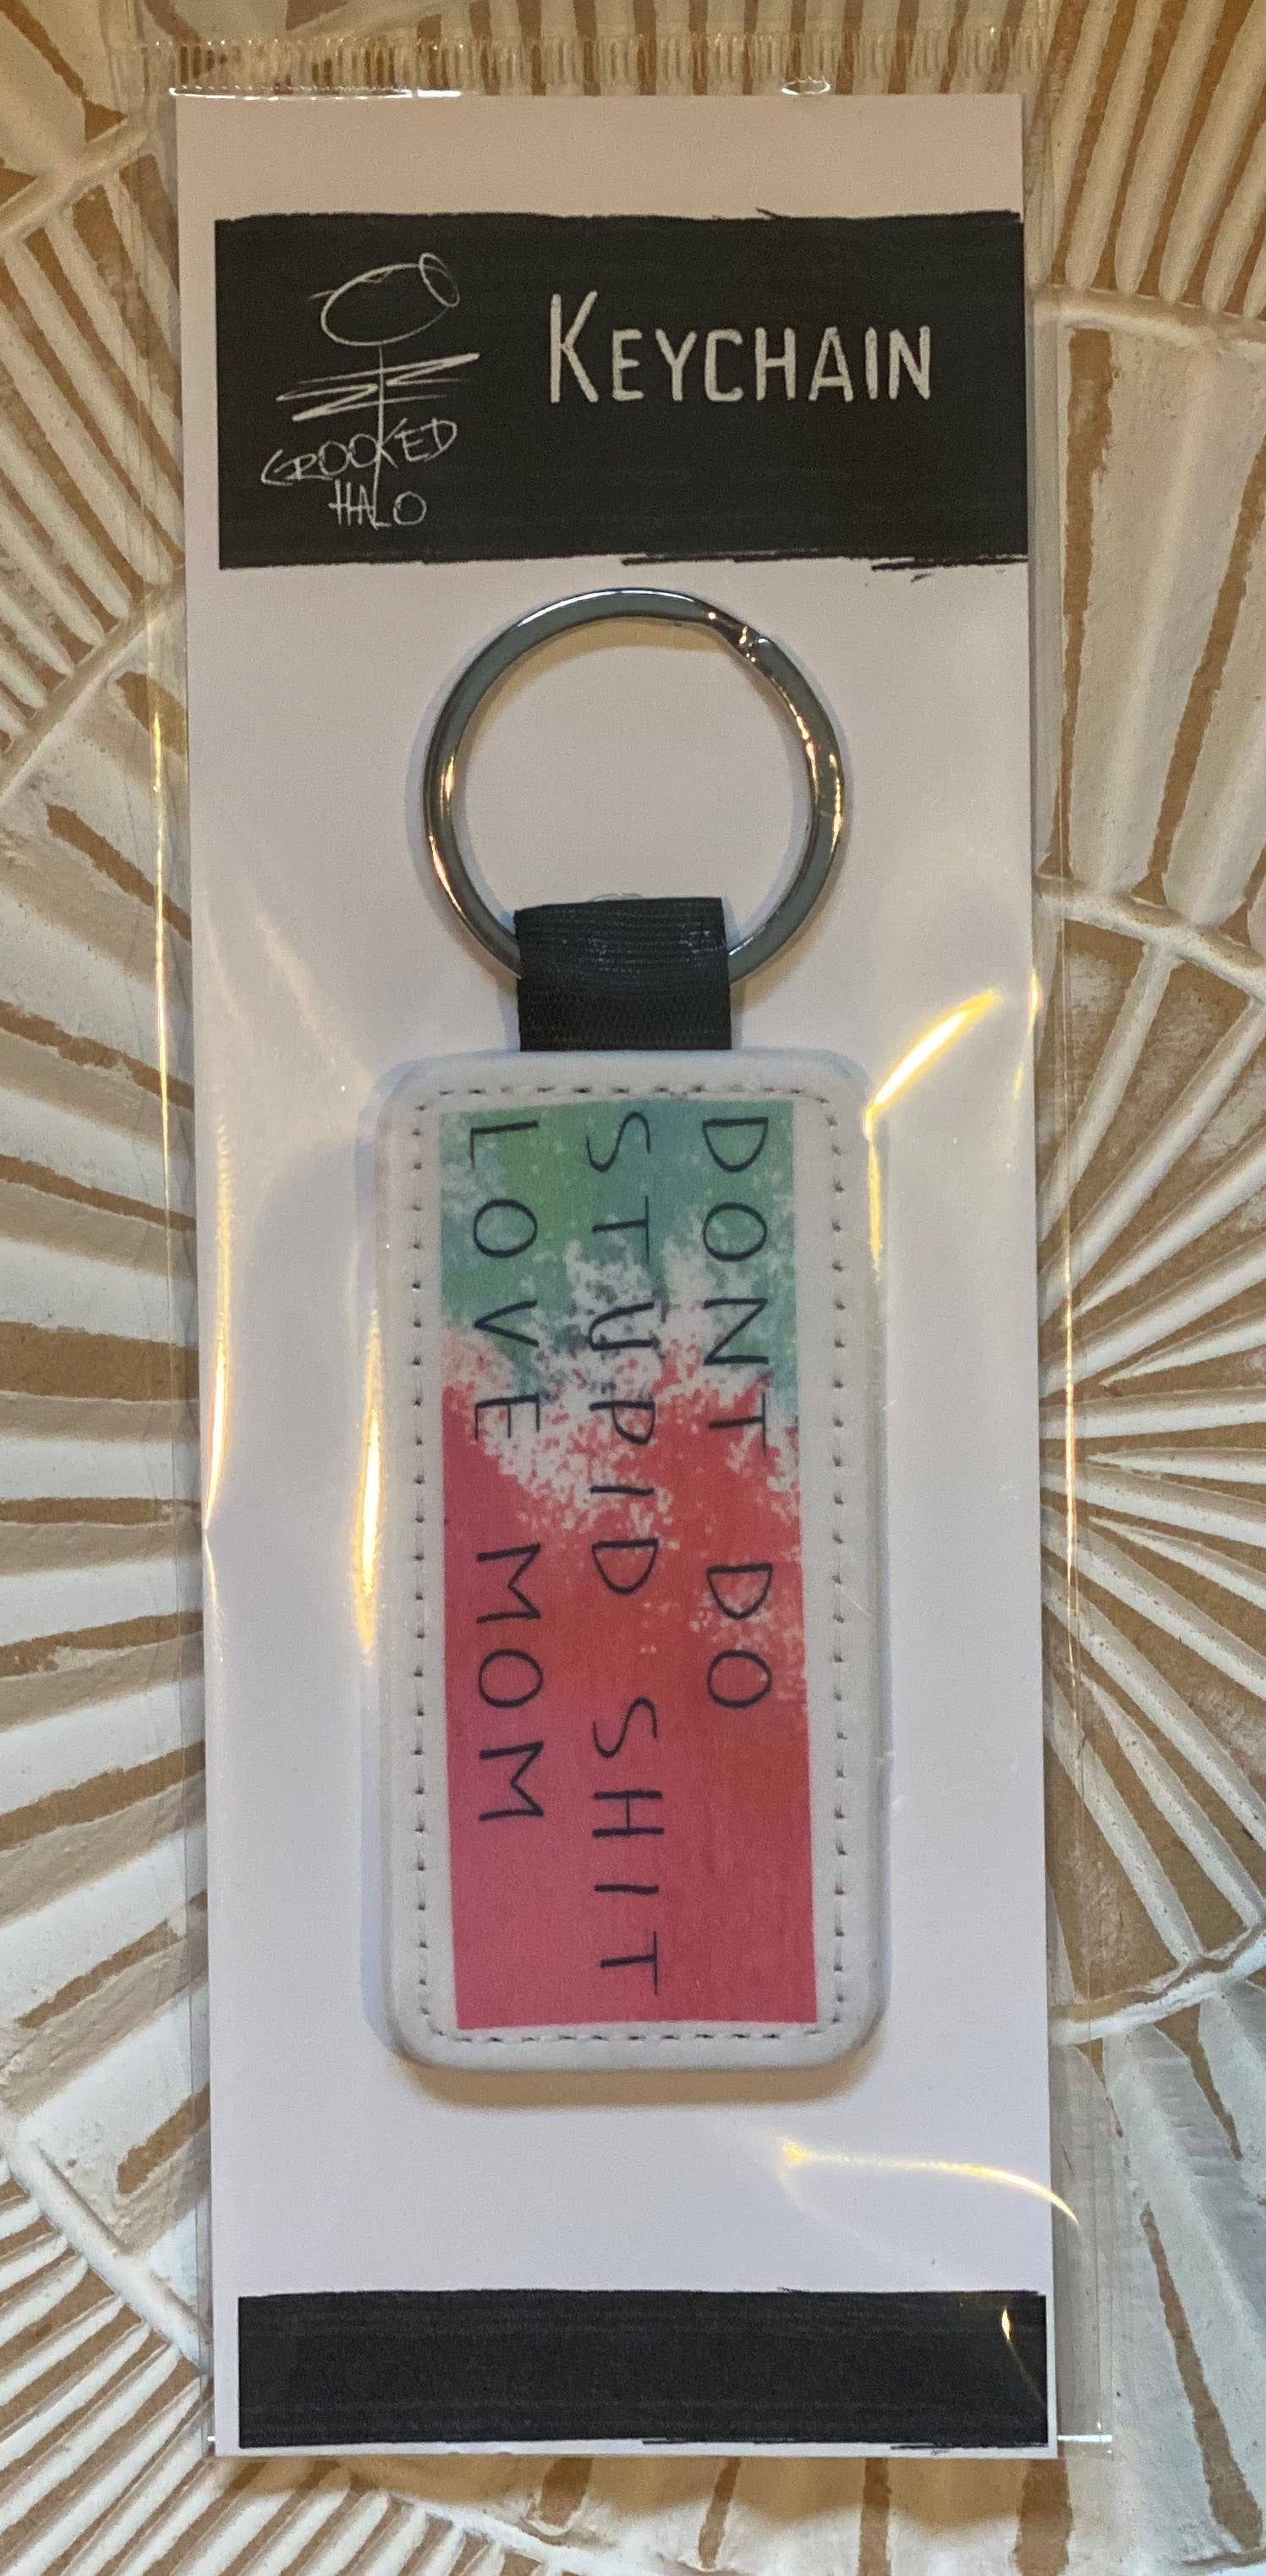 KEYCHAIN
CROOKED
HALO
DONT DO
STUPID SHIT
LOVE MOM